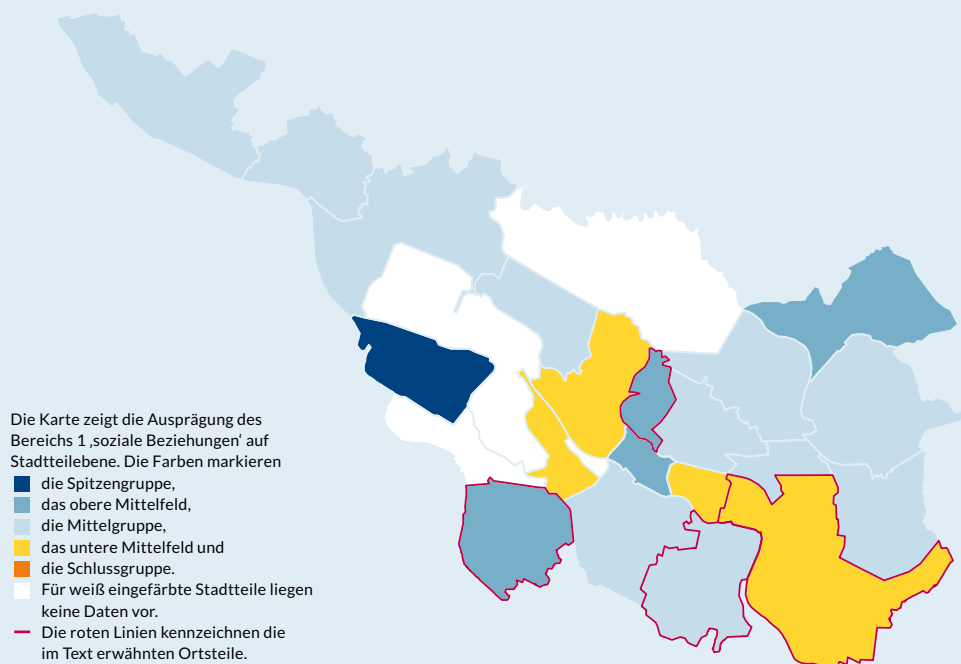 Die Karte zeigt die Ausprägung des
Bereichs 1 ‚soziale Beziehungen‘ auf
Stadtteilebene. Die Farben markieren
die Spitzengruppe,
das obere Mittelfeld,
die Mittelgruppe,
das untere Mittelfeld und
die Schlussgruppe.
Für weiß eingefärbte Stadtteile liegen
keine Daten vor.
Die roten Linien kennzeichnen die
im Text erwähnten Ortsteile.